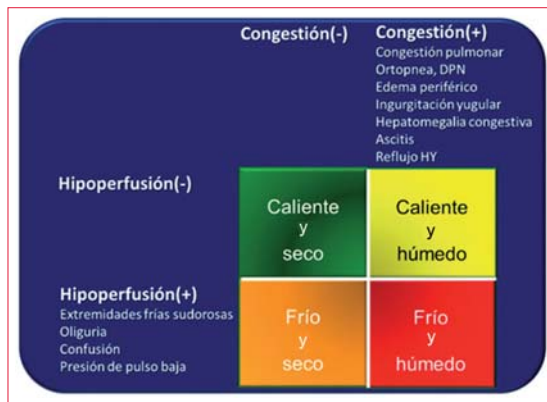 Congestión(-)
Congestión(+)
Congestión pulmonar
Ortopnea, DPN
Edema periférico
Ingurgitación yugular
Hepatomegalia congestiva
Ascitis
Reflujo HY
Hipoperfusión(-)
Caliente
y
seco
Caliente
y
húmedo
Hipoperfusión(+)
Extremidades frías sudorosas
Oliguria
Confusión
Presión de pulso baja
Frío
y
seco
Frío
y
húmedo